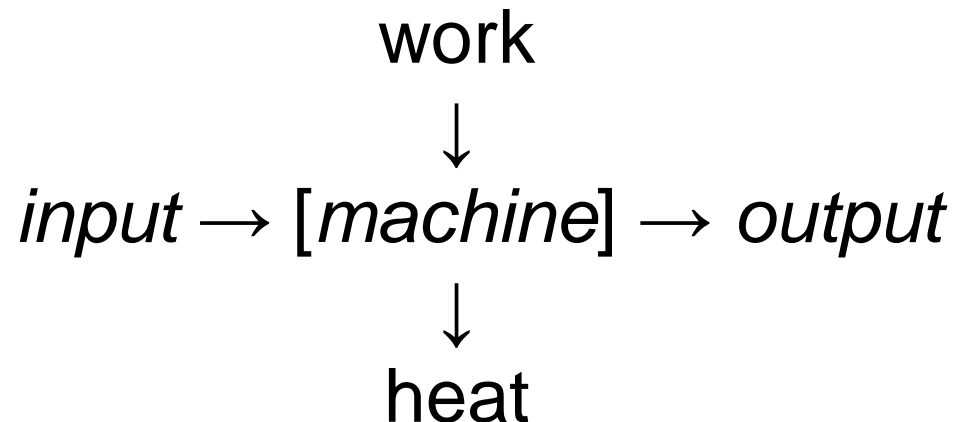 work
↓
input → [machine] → output
↓
heat